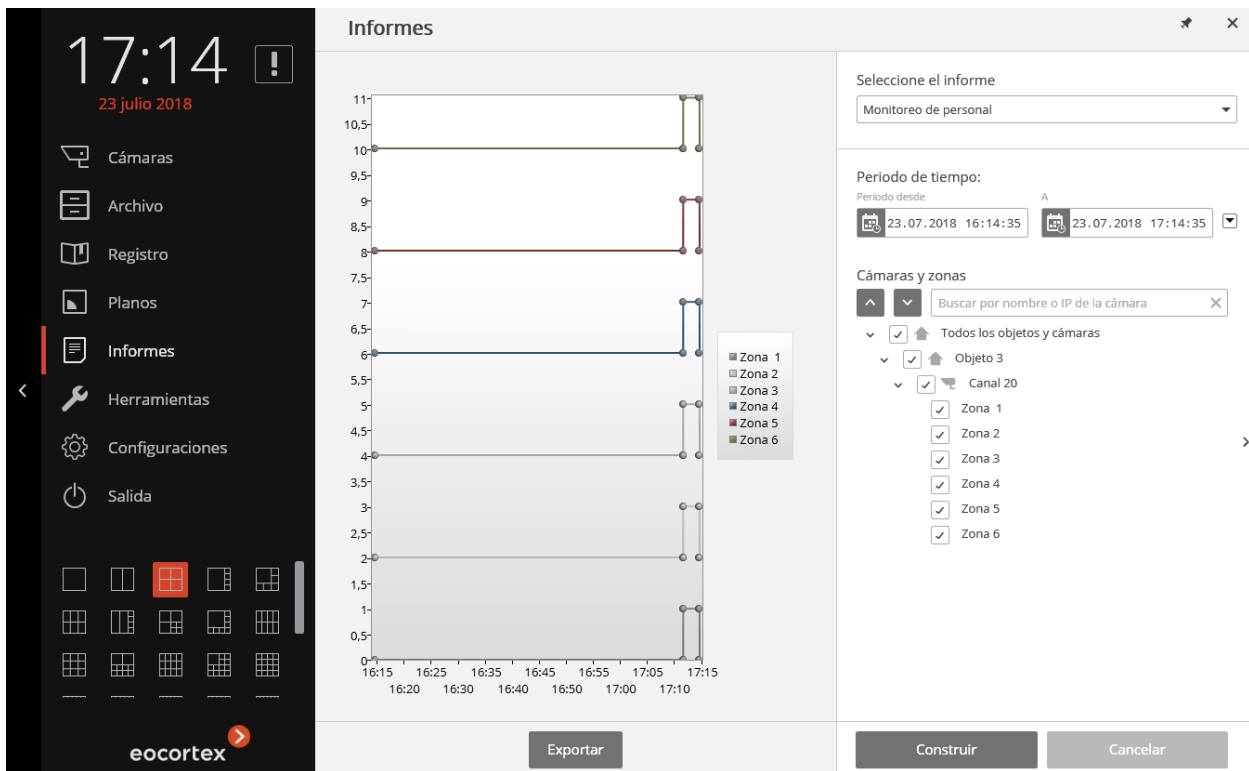 17:14
23 julio 2018
Cámaras
Archivo
Registro
Planos
Informes
Herramientas
Configuraciones
Salida
eocortex
Informes
11
10,5
10
9,5
9
8,5
8
7,5
7
6,5
6
5,5
5
4,5
4
3,5
3
2,5
2
1,5
1
0,5
0
16:15 16:25 16:35 16:45 16:55 17:05 17:15
16:20 16:30 16:40 16:50 17:00 17:10
Zona 1
Zona 2
Zona 3
Zona 4
Zona 5
Zona 6
Exportar
Seleccione el informe
Monitoreo de personal
Periodo de tiempo:
Periodo desde A
23.07.2018 16:14:35 23.07.2018 17:14:35
Cámaras y zonas
Buscar por nombre o IP de la cámara
Todos los objetos y cámaras
Objeto 3
Canal 20
Zona 1
Zona 2
Zona 3
Zona 4
Zona 5
Zona 6
Construir Cancelar